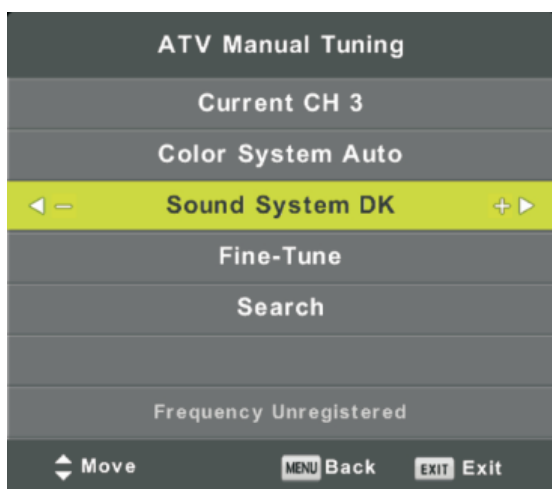 ATV Manual Tuning
Current CH 3
Color System Auto
Sound System DK
Fine-Tune
Search
Frequency Unregistered
Move MENU Back EXIT Exit